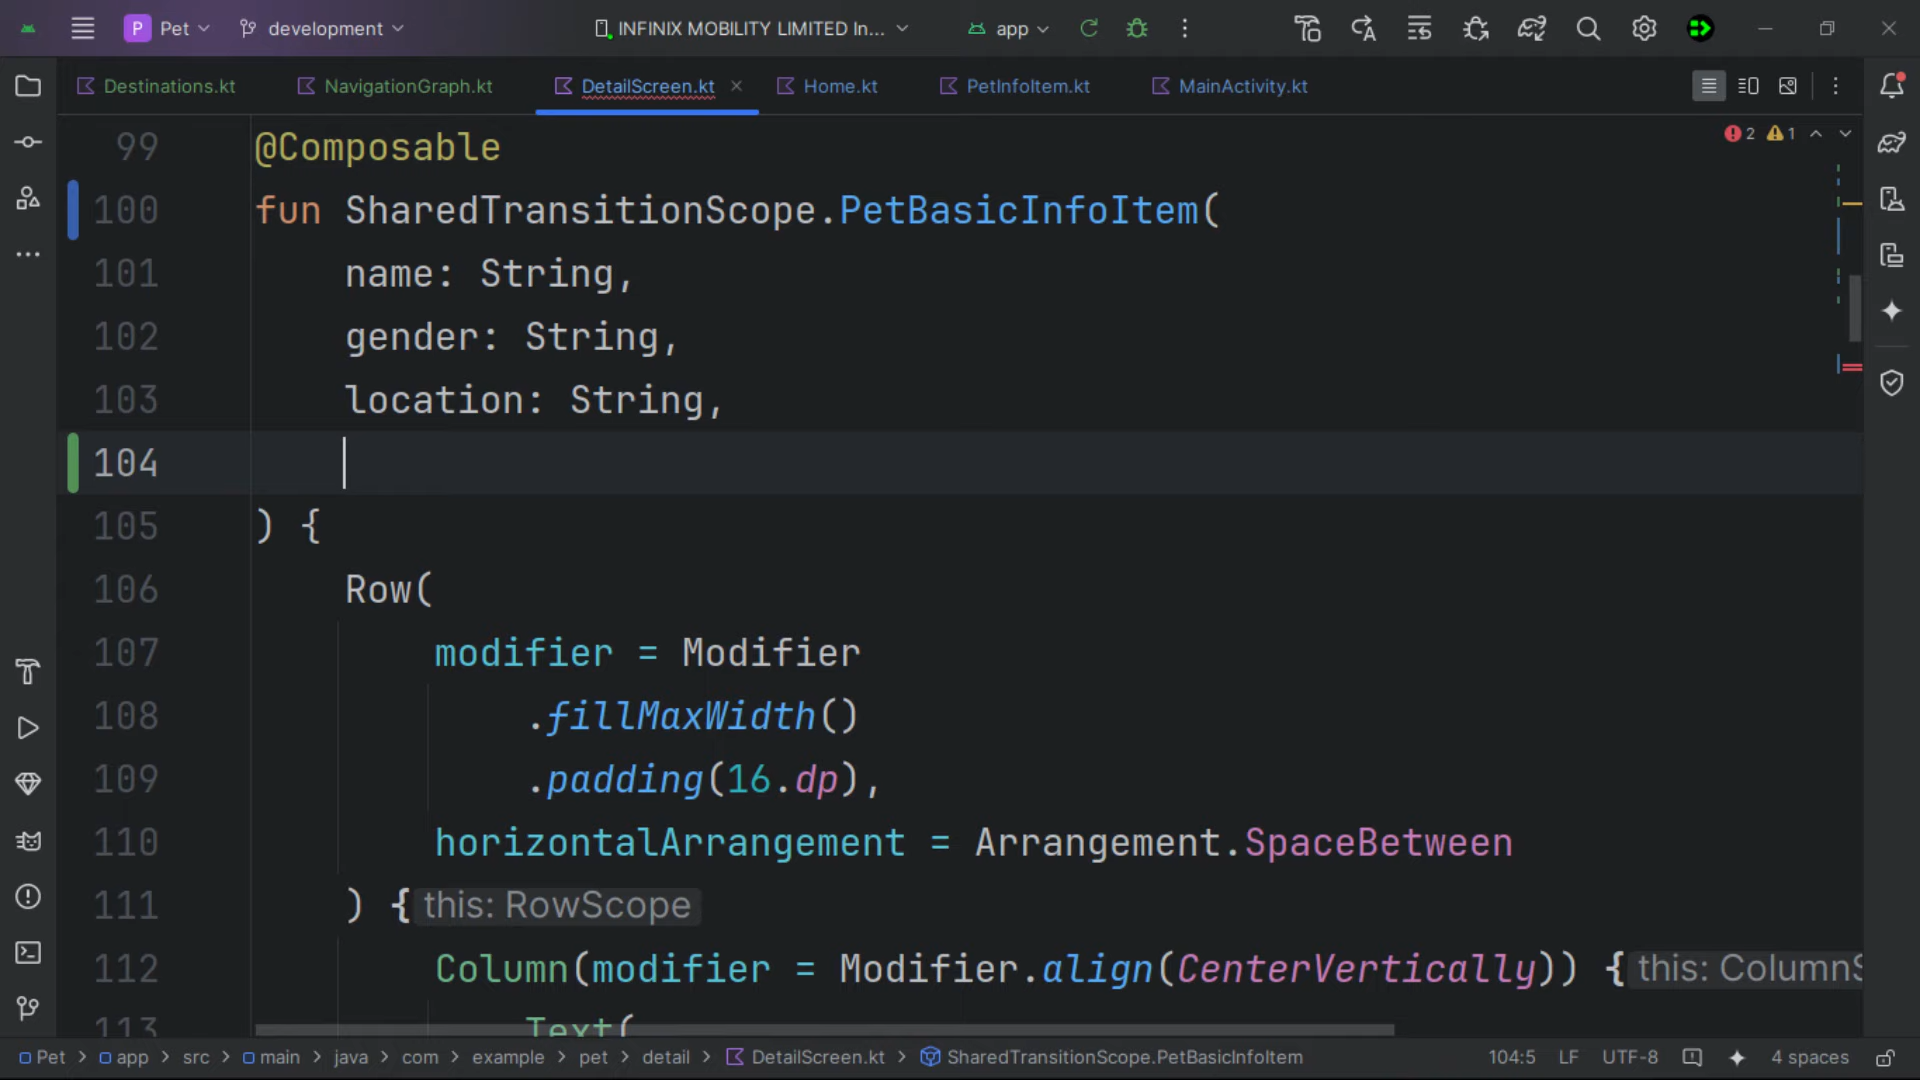 P Pet development INFINIX MOBILITY LIMITED In... app
Destinations.kt NavigationGraph.kt DetailScreen.kt Home.kt PetInfoItem.kt MainActivity.kt
2 1
99 @Composable
100 fun SharedTransitionScope.PetBasicInfoItem(
101 name: String,
102 gender: String,
103 location: String,
104
105 ) {
106 Row(
107 modifier = Modifier
108 .fillMaxWidth()
109 .padding(16.dp),
110 horizontalArrangement = Arrangement.SpaceBetween
111 ) { this: RowScope
112 Column(modifier = Modifier.align(CenterVertically)) { this: ColumnS
113 Text(
Pet > app > src > main > java > com > example > pet > detail > DetailScreen.kt > SharedTransitionScope.PetBasicInfoItem 104:5 LF UTF-8 4 spaces